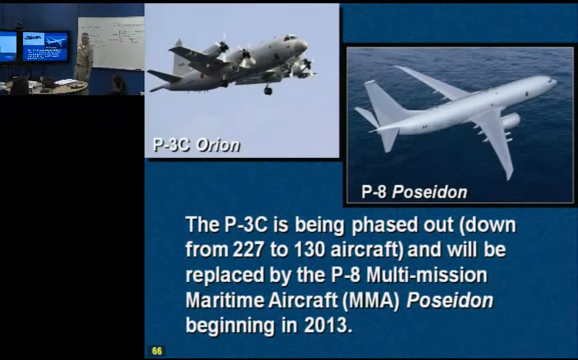 P-3C Orion
P-8 Poseidon
The P-3C is being phased out (down
from 227 to 130 aircraft) and will be
replaced by the P-8 Multi-mission
Maritime Aircraft (MMA) Poseidon
beginning in 2013.
66